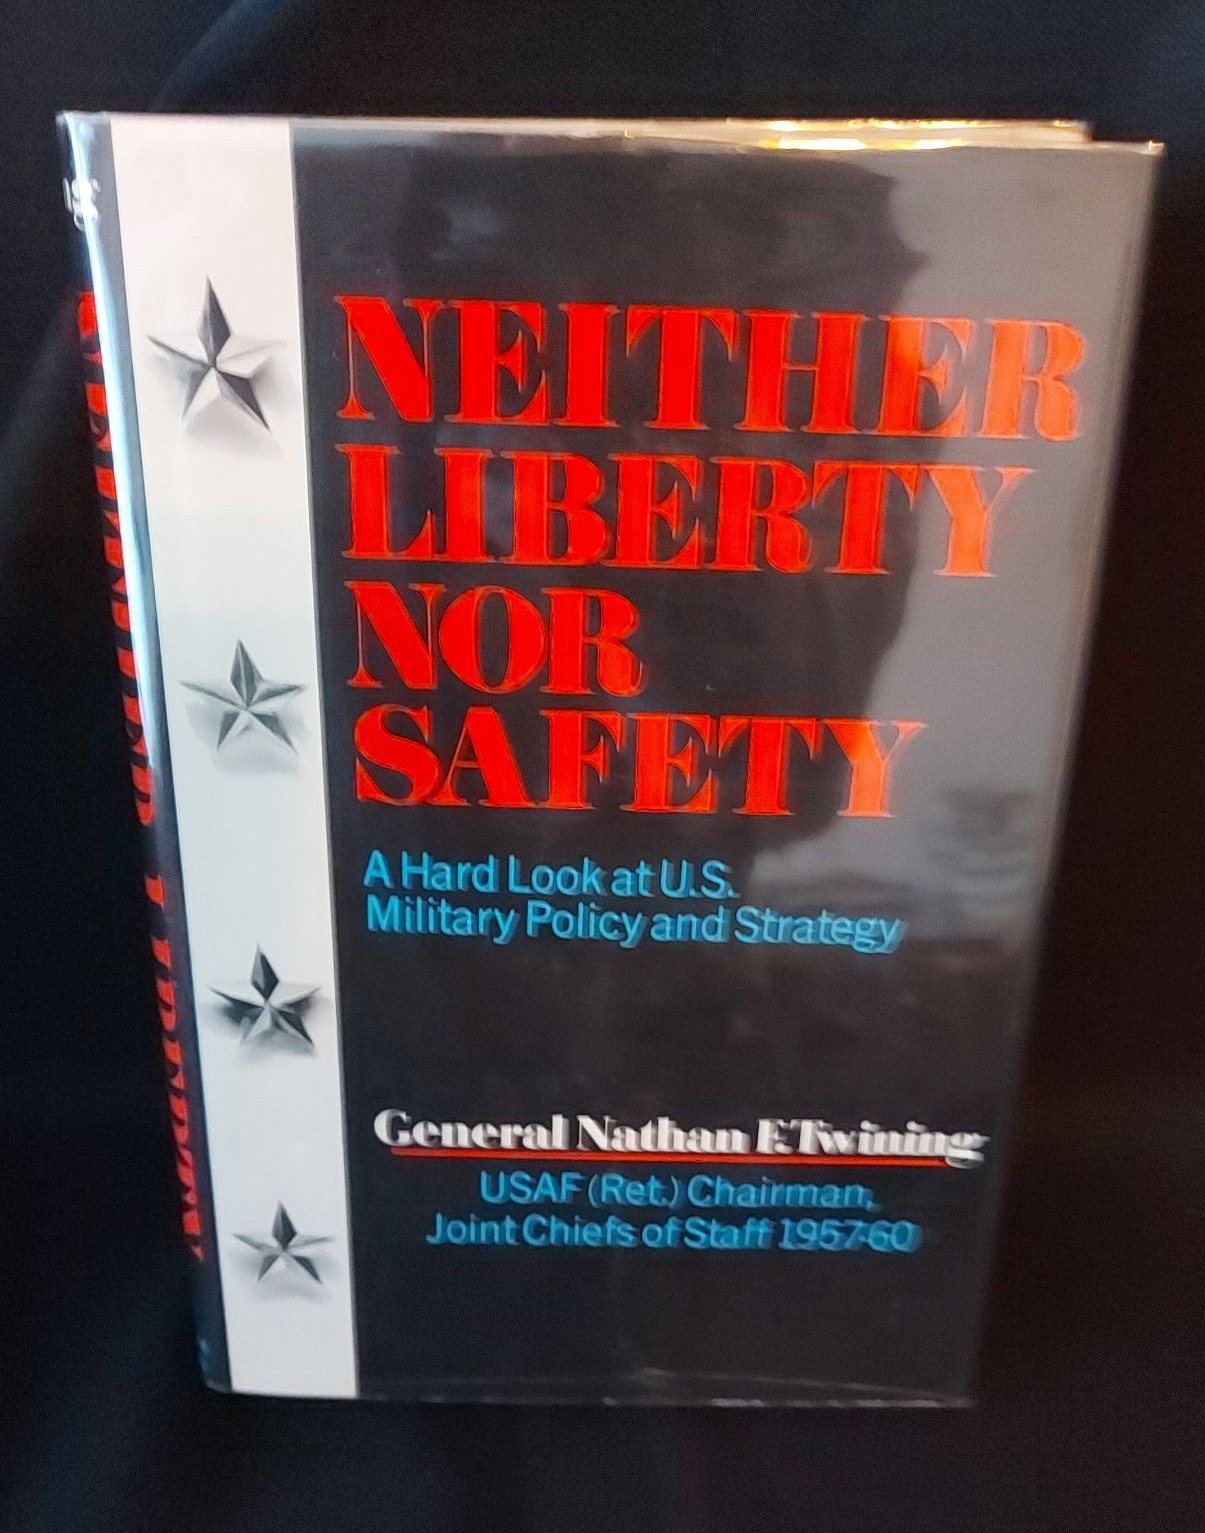 NEITHER
LIBERTY
NOR
SAFETY
A Hard Look at U.S.
Military Policy and Strategy
General Nathan F. Twining
USAF (Ret.) Chairman,
Joint Chiefs of Staff 1957-60